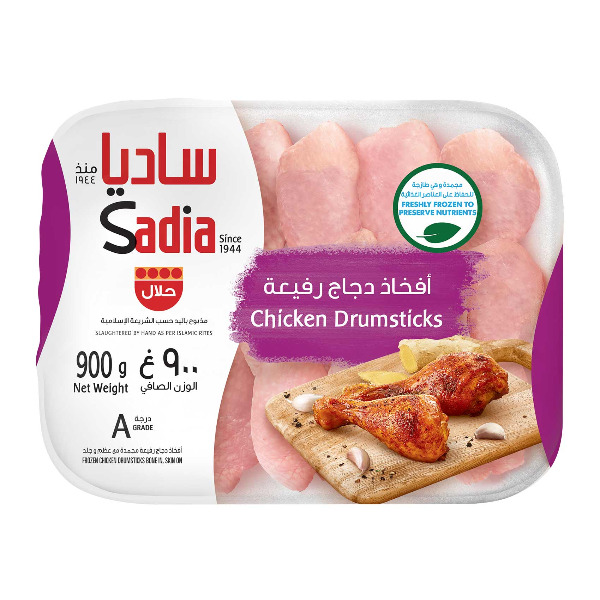 ساديا
منذ
١٩٤٤
Sadia
Since
1944
حلال
مذبوح باليد حسب الشريعة الإسلامية
SLAUGHTERED BY HAND AS PER ISLAMIC RITES
900 g ٩٠٠ غ
Net Weight الوزن الصافي
A درجة
GRADE
أفخاذ دجاج رفيعة مجمدة مع عظم و جلد
FROZEN CHICKEN DRUMSTICKS BONE IN, SKIN ON
مجمدة وهي طازجة
للحفاظ على العناصر الغذائية
FRESHLY FROZEN TO
PRESERVE NUTRIENTS
أفخاذ دجاج رفيعة
Chicken Drumsticks